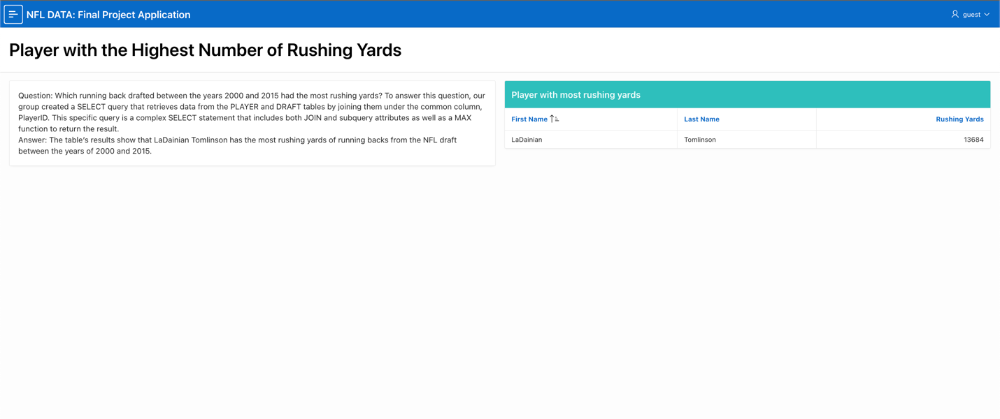 NFL DATA: Final Project Application
guest
Player with the Highest Number of Rushing Yards
Question: Which running back drafted between the years 2000 and 2015 had the most rushing yards? To answer this question, our
group created a SELECT query that retrieves data from the PLAYER and DRAFT tables by joining them under the common column,
PlayerID. This specific query is a complex SELECT statement that includes both JOIN and subquery attributes as well as a MAX
function to return the result.
Answer: The table's results show that LaDainian Tomlinson has the most rushing yards of running backs from the NFL draft
between the years of 2000 and 2015.
Player with most rushing yards
First Name Last Name Rushing Yards
LaDainian Tomlinson 13684